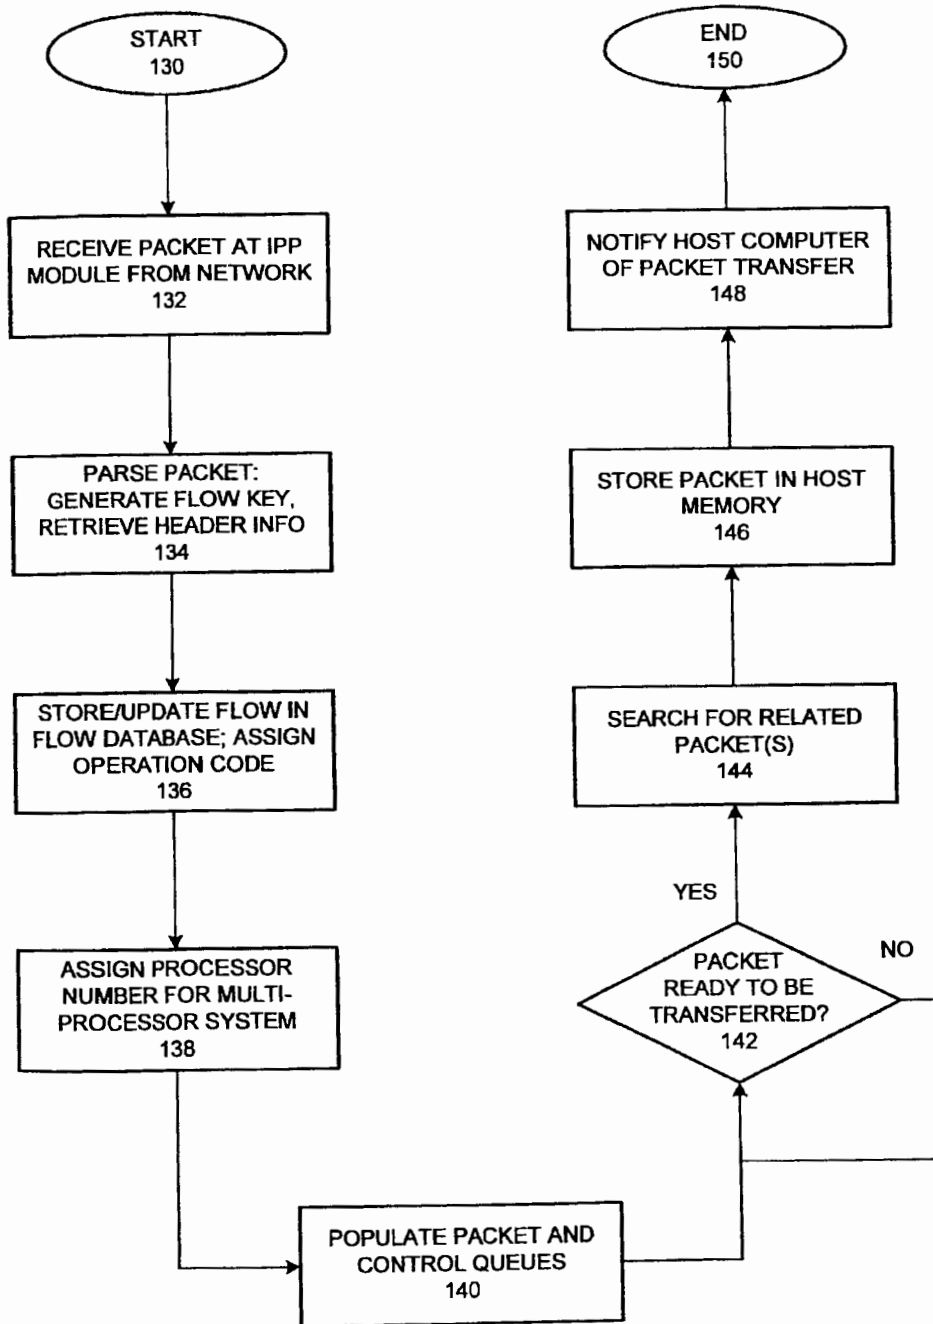 START
130
RECEIVE PACKET AT IPP
MODULE FROM NETWORK
132
PARSE PACKET:
GENERATE FLOW KEY,
RETRIEVE HEADER INFO
134
STORE/UPDATE FLOW IN
FLOW DATABASE; ASSIGN
OPERATION CODE
136
ASSIGN PROCESSOR
NUMBER FOR MULTI-
PROCESSOR SYSTEM
138
POPULATE PACKET AND
CONTROL QUEUES
140
PACKET
READY TO BE
TRANSFERRED?
142
YES
NO
SEARCH FOR RELATED
PACKET(S)
144
STORE PACKET IN HOST
MEMORY
146
NOTIFY HOST COMPUTER
OF PACKET TRANSFER
148
END
150